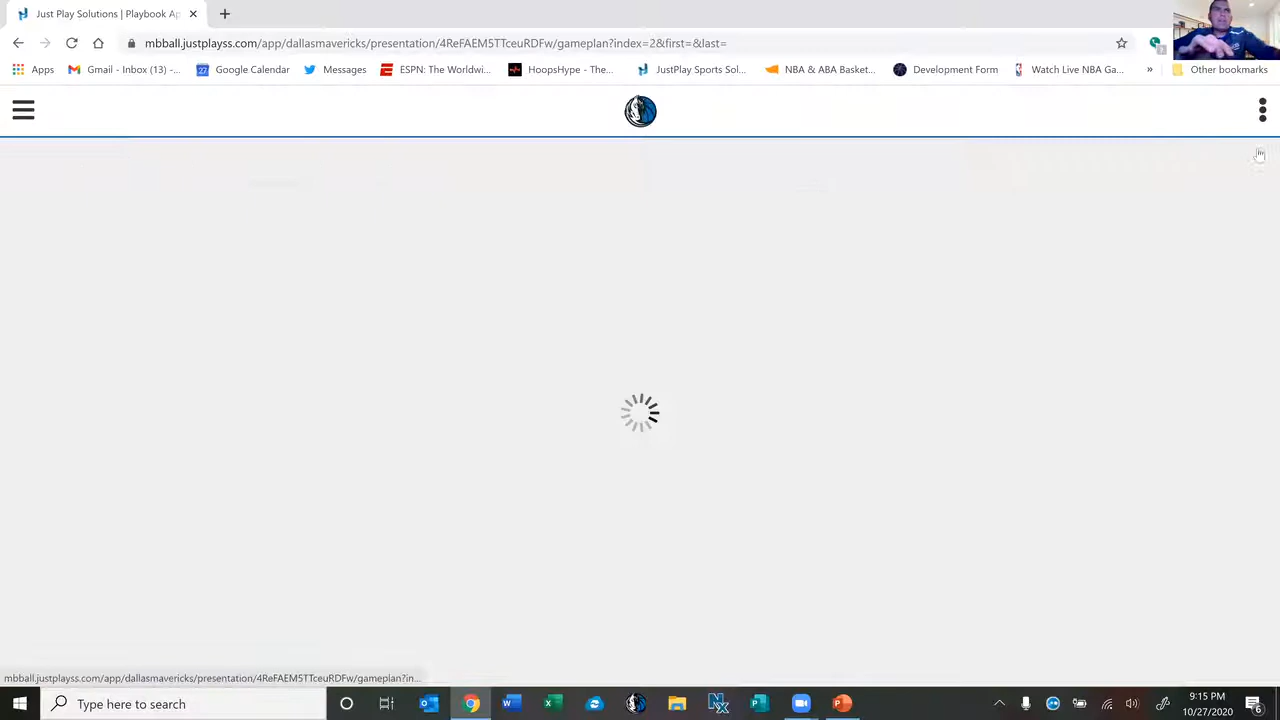 Just Play Solutions | Playbook Ap
mbball.justplayss.com/app/dallasmavericks/presentation/4ReFAEM5TTceuRDFw/gameplan?index=2&first=&last=
Apps
Gmail - Inbox (13) -...
27
Google Calendar
Messages
ESPN: The Worldwi...
HoopsHype - The...
JustPlay Sports Sol...
NBA & ABA Basket...
Development Form
Watch Live NBA Ga...
»
Other bookmarks
mbball.justplayss.com/app/dallasmavericks/presentation/4ReFAEM5TTceuRDFw/gameplan?in...
Type here to search
9:15 PM
10/27/2020
6